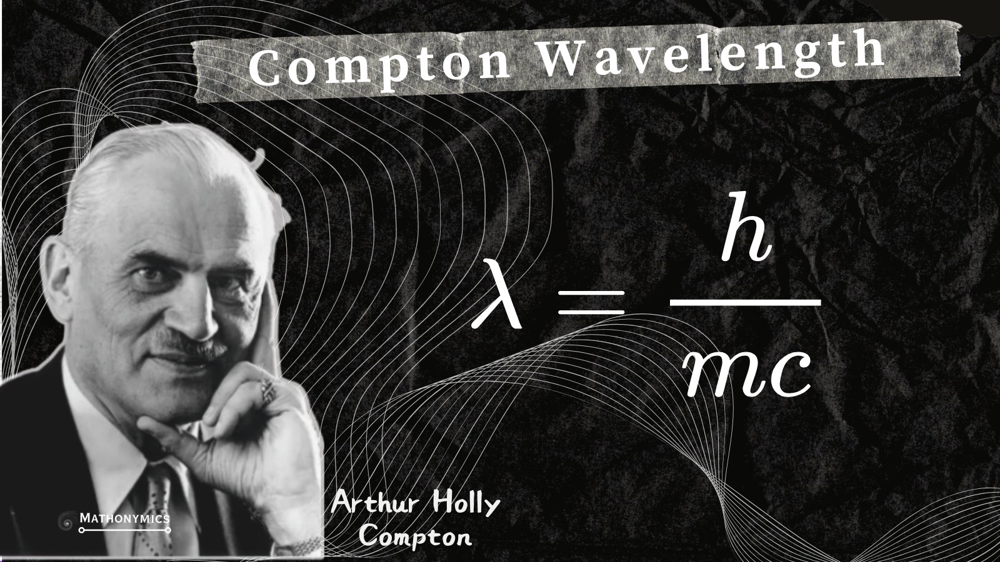 Compton Wavelength
λ = h
mc
Arthur Holly
Compton
MATHONYMICS